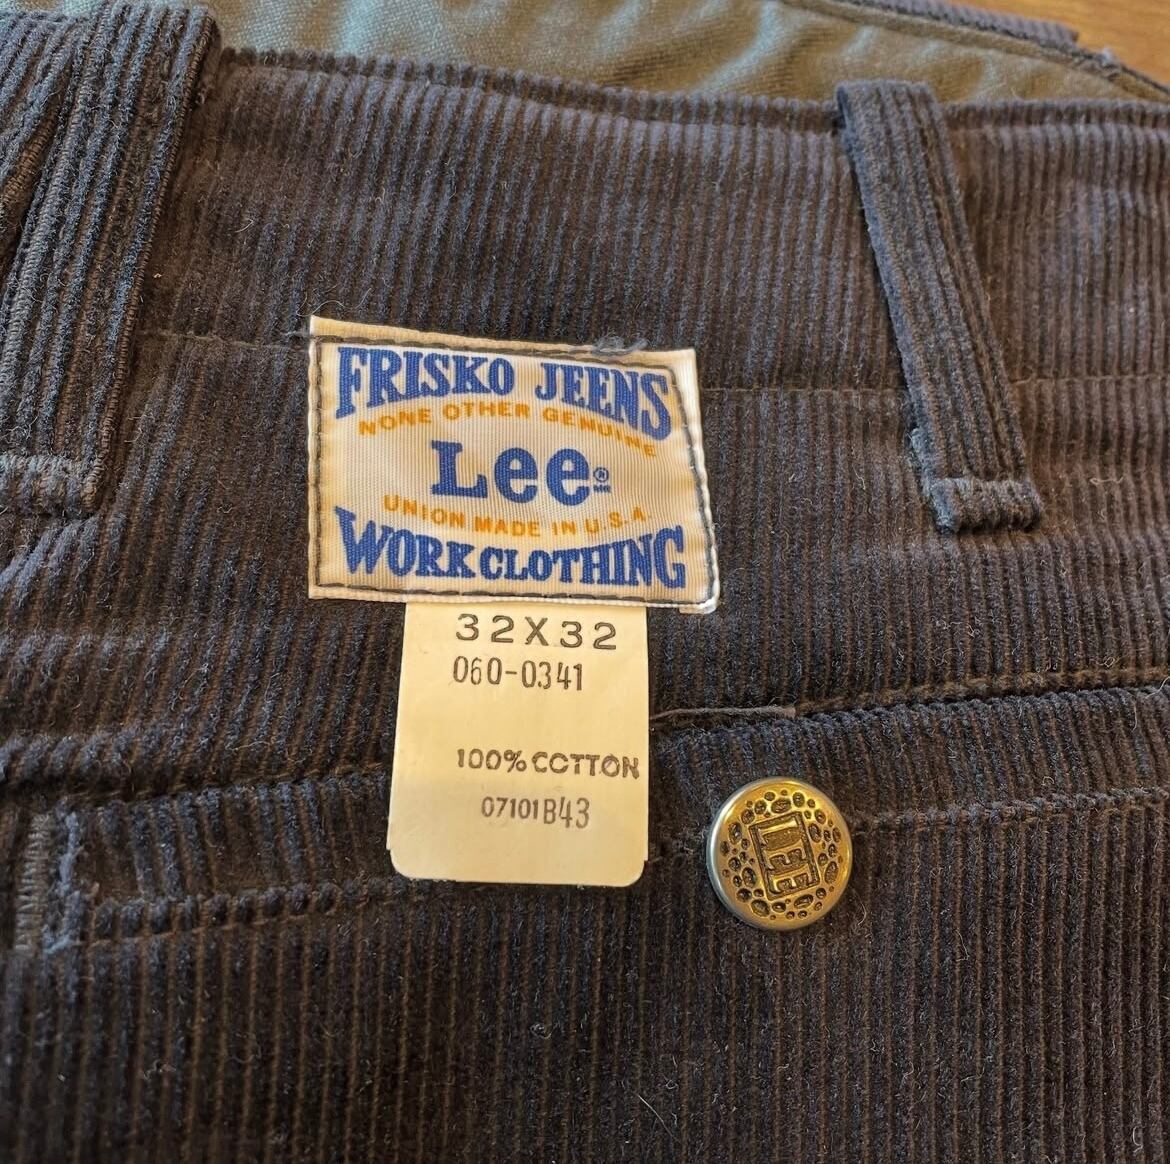 FRISKO JEENS
NONE OTHER GENUINE
Lee®
UNION MADE IN U.S.A.
WORK CLOTHING
32X32
060-0341
100% COTTON
07101B43
LEE